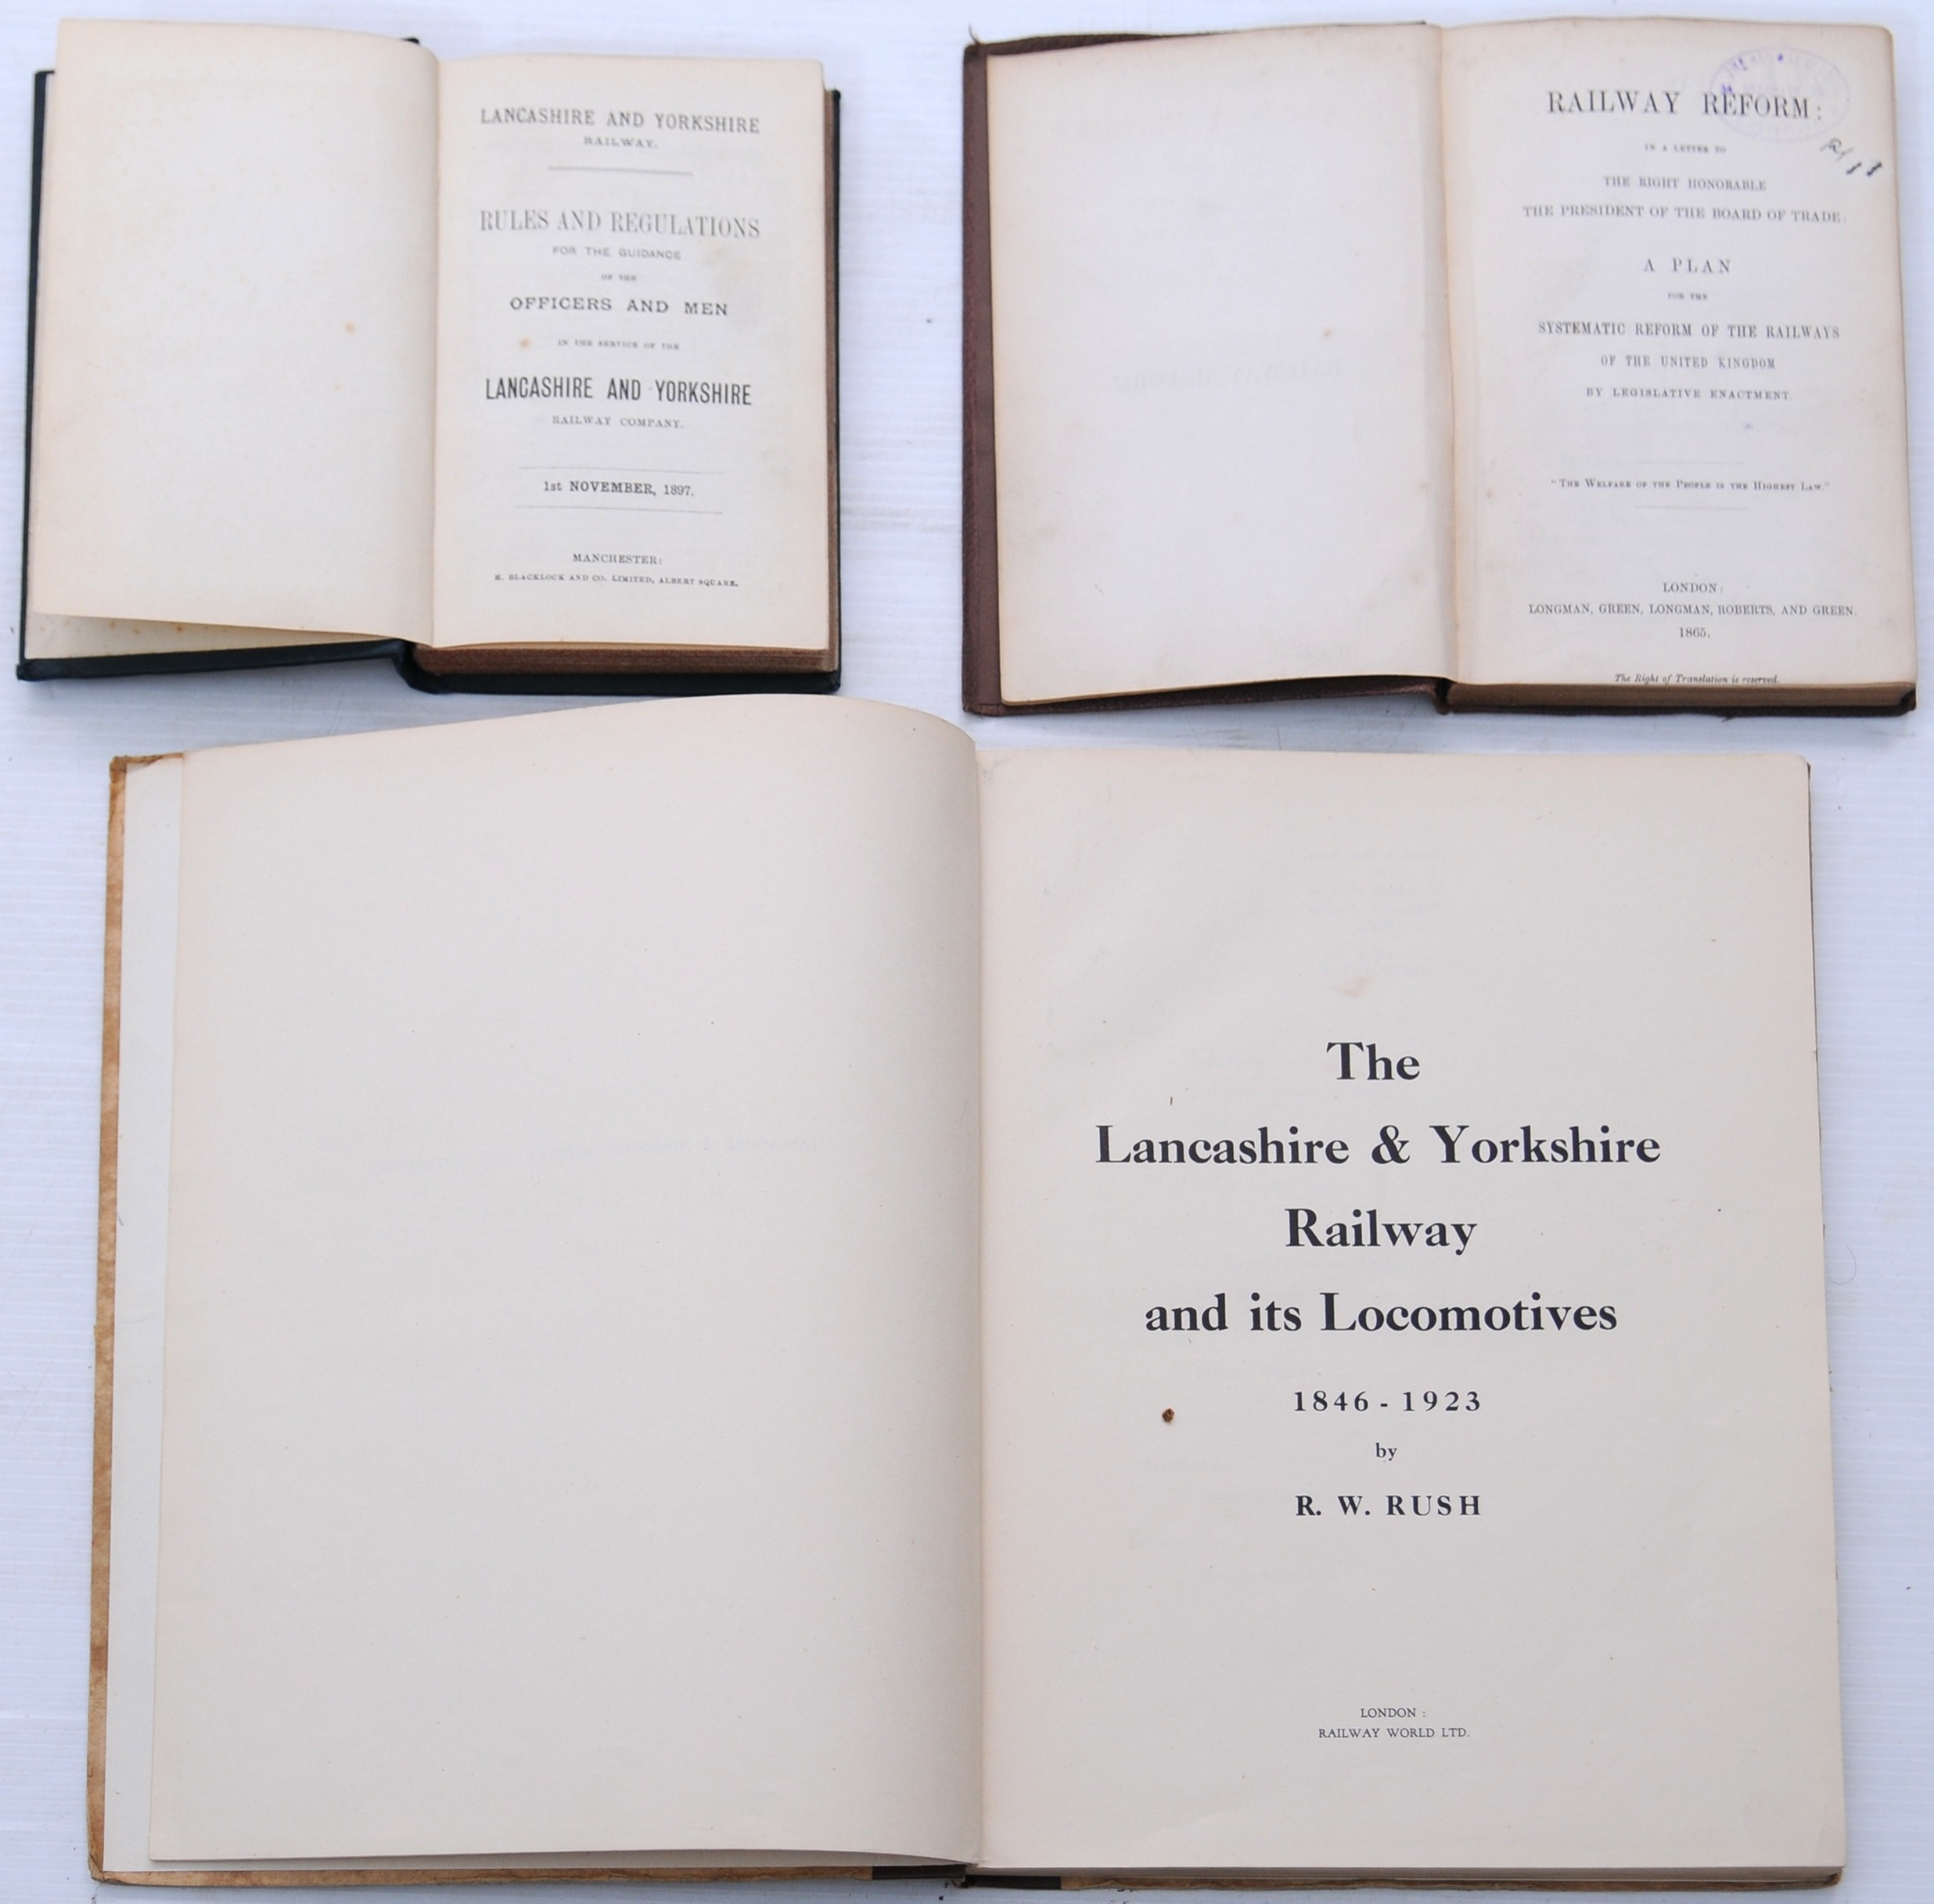 LANCASHIRE AND YORKSHIRE
RAILWAY.
RULES AND REGULATIONS
FOR THE GUIDANCE
OF THE
OFFICERS AND MEN
IN THE SERVICE OF THE
LANCASHIRE AND YORKSHIRE
RAILWAY COMPANY.
1st NOVEMBER, 1897.
MANCHESTER:
H. BLACKLOCK AND CO. LIMITED, ALBERT SQUARE.
RAILWAY REFORM:
IN A LETTER TO
THE RIGHT HONORABLE
THE PRESIDENT OF THE BOARD OF TRADE:
A PLAN
FOR THE
SYSTEMATIC REFORM OF THE RAILWAYS
OF THE UNITED KINGDOM
BY LEGISLATIVE ENACTMENT.
"THE WELFARE OF THE PEOPLE IS THE HIGHEST LAW."
LONDON:
LONGMAN, GREEN, LONGMAN, ROBERTS, AND GREEN.
1865.
The Right of Translation is reserved.
The
Lancashire & Yorkshire
Railway
and its Locomotives
1846 - 1923
by
R. W. RUSH
LONDON :
RAILWAY WORLD LTD.